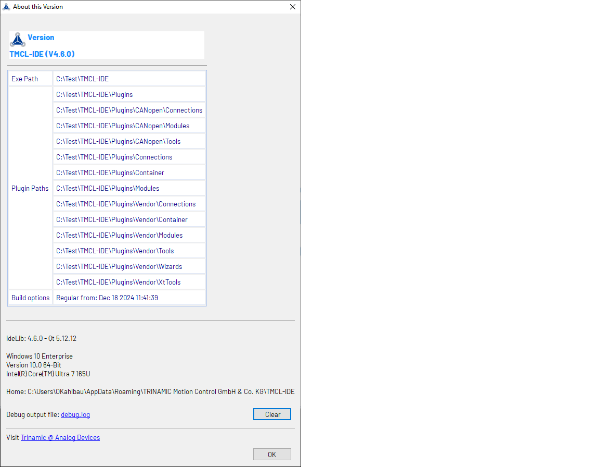 About this Version
Version
TMCL-IDE (V4.6.0)
Exe Path
C:\Test\TMCL-IDE
Plugin Paths
C:\Test\TMCL-IDE\Plugins
C:\Test\TMCL-IDE\Plugins\CANopen\Connections
C:\Test\TMCL-IDE\Plugins\CANopen\Modules
C:\Test\TMCL-IDE\Plugins\CANopen\Tools
C:\Test\TMCL-IDE\Plugins\Connections
C:\Test\TMCL-IDE\Plugins\Container
C:\Test\TMCL-IDE\Plugins\Modules
C:\Test\TMCL-IDE\Plugins\Vendor\Connections
C:\Test\TMCL-IDE\Plugins\Vendor\Container
C:\Test\TMCL-IDE\Plugins\Vendor\Modules
C:\Test\TMCL-IDE\Plugins\Vendor\Tools
C:\Test\TMCL-IDE\Plugins\Vendor\Wizards
C:\Test\TMCL-IDE\Plugins\Vendor\XtTools
Build options
Regular from: Dec 18 2024 11:41:39
IdeLib: 4.6.0 - Qt 5.12.12
Windows 10 Enterprise
Version 10.0 64-Bit
Intel(R) Core(TM) Ultra 7 165U
Home: C:\Users\OKahlbau\AppData\Roaming\TRINAMIC Motion Control GmbH & Co. KG\TMCL-IDE
Debug output file: debug.log
Clear
Visit Trinamic @ Analog Devices
OK